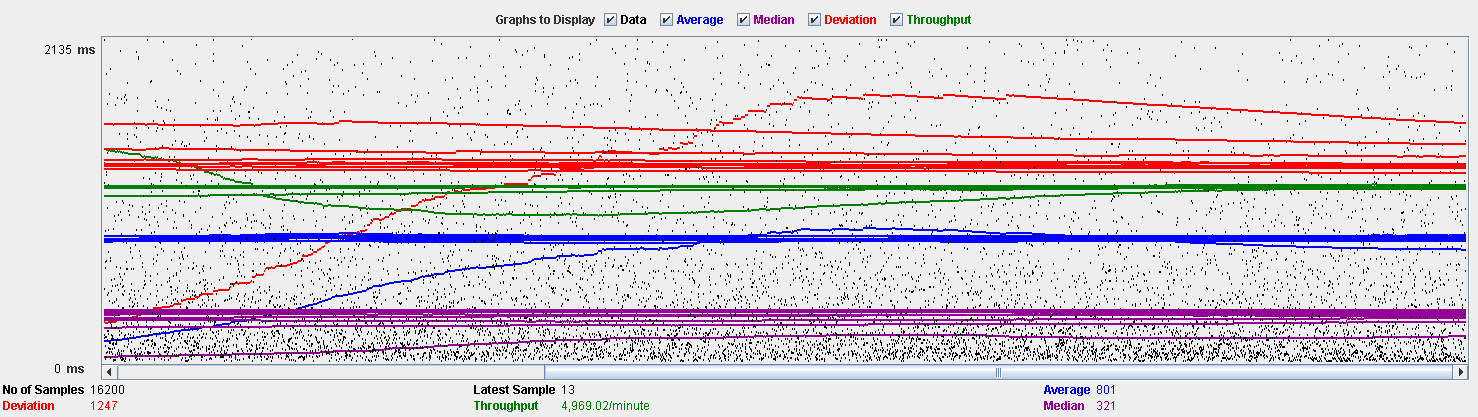 Graphs to Display Data Average Median Deviation Throughput
2135 ms
0 ms
No of Samples 16200 Latest Sample 13 Average 801
Deviation 1247 Throughput 4,969.02/minute Median 321